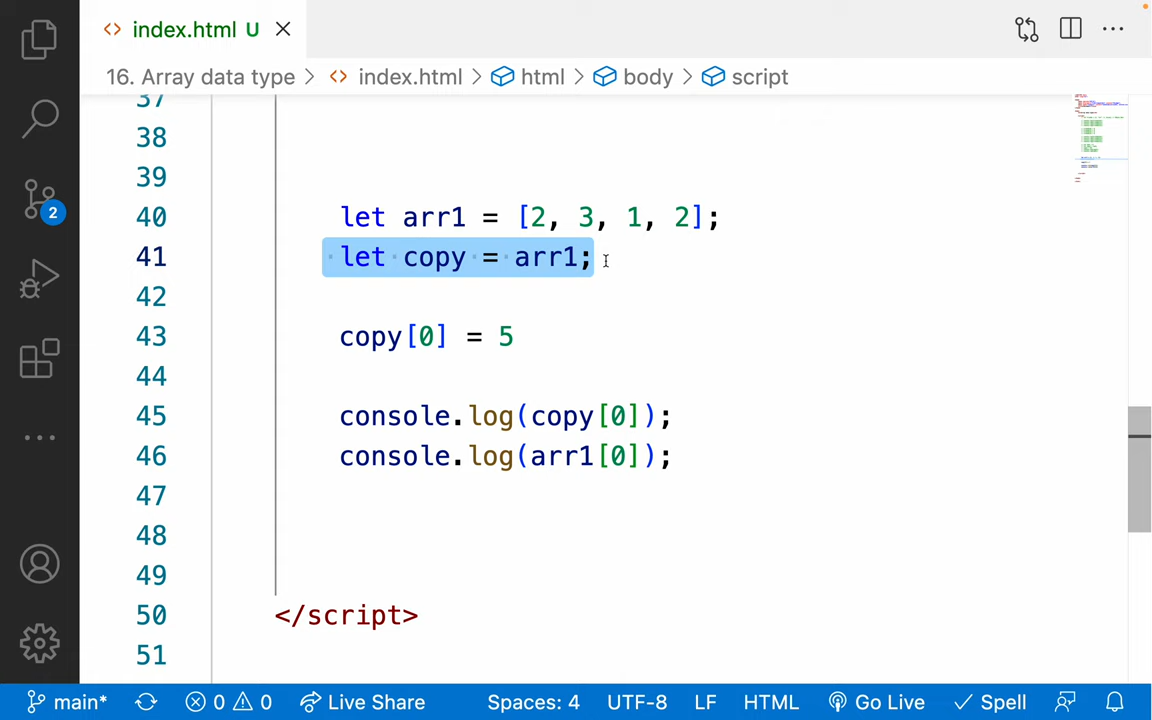 index.html U
16. Array data type > index.html > html > body > script
37
38
39
40 let arr1 = [2, 3, 1, 2];
41 let copy = arr1;
42
43 copy[0] = 5
44
45 console.log(copy[0]);
46 console.log(arr1[0]);
47
48
49
50 </script>
51
2
main* 0 0 Live Share Spaces: 4 UTF-8 LF HTML Go Live Spell